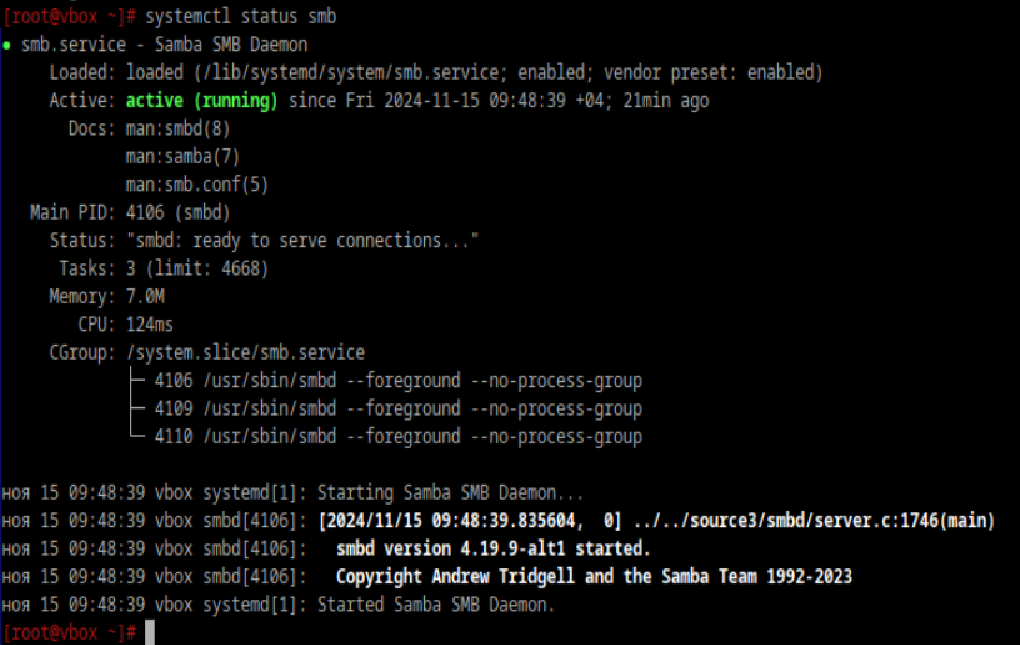 [root@vbox ~]# systemctl status smb
● smb.service - Samba SMB Daemon
     Loaded: loaded (/lib/systemd/system/smb.service; enabled; vendor preset: enabled)
     Active: active (running) since Fri 2024-11-15 09:48:39 +04; 21min ago
       Docs: man:smbd(8)
             man:samba(7)
             man:smb.conf(5)
   Main PID: 4106 (smbd)
     Status: "smbd: ready to serve connections..."
      Tasks: 3 (limit: 4668)
     Memory: 7.0M
        CPU: 124ms
     CGroup: /system.slice/smb.service
             ├─ 4106 /usr/sbin/smbd --foreground --no-process-group
             ├─ 4109 /usr/sbin/smbd --foreground --no-process-group
             └─ 4110 /usr/sbin/smbd --foreground --no-process-group
ноя 15 09:48:39 vbox systemd[1]: Starting Samba SMB Daemon...
ноя 15 09:48:39 vbox smbd[4106]: [2024/11/15 09:48:39.835604,  0] ../../source3/smbd/server.c:1746(main)
ноя 15 09:48:39 vbox smbd[4106]:   smbd version 4.19.9-alt1 started.
ноя 15 09:48:39 vbox smbd[4106]:   Copyright Andrew Tridgell and the Samba Team 1992-2023
ноя 15 09:48:39 vbox systemd[1]: Started Samba SMB Daemon.
[root@vbox ~]#